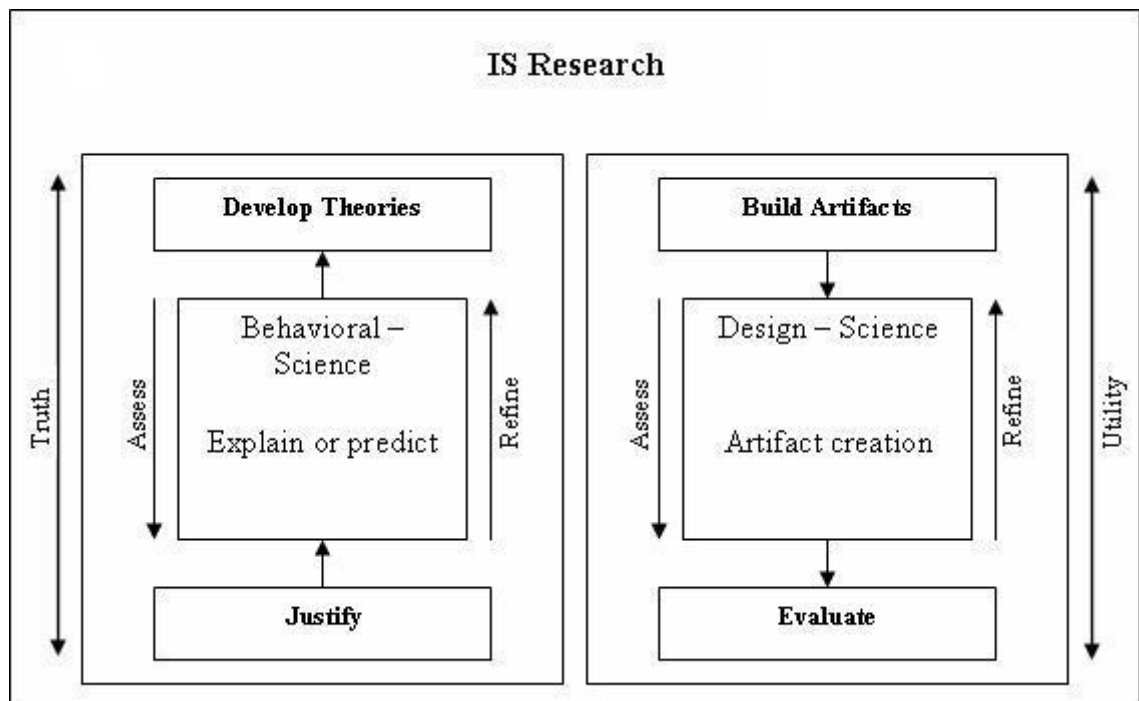 IS Research
Truth
Develop Theories
Assess
Behavioral –
Science
Explain or predict
Refine
Justify
Build Artifacts
Assess
Design – Science
Artifact creation
Refine
Evaluate
Utility